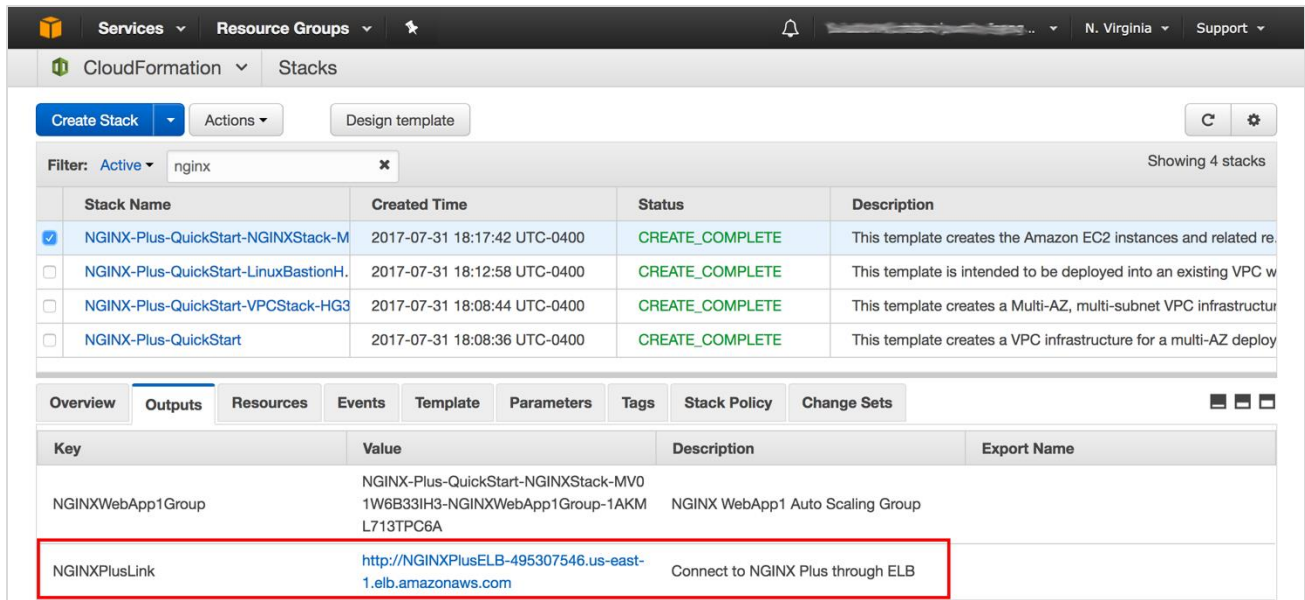 Services Resource Groups N. Virginia Support
CloudFormation Stacks
Create Stack Actions Design template
Filter: Active nginx Showing 4 stacks
Stack Name Created Time Status Description
NGINX-Plus-QuickStart-NGINXStack-M 2017-07-31 18:17:42 UTC-0400 CREATE_COMPLETE This template creates the Amazon EC2 instances and related re.
NGINX-Plus-QuickStart-LinuxBastionH. 2017-07-31 18:12:58 UTC-0400 CREATE_COMPLETE This template is intended to be deployed into an existing VPC w
NGINX-Plus-QuickStart-VPCStack-HG3 2017-07-31 18:08:44 UTC-0400 CREATE_COMPLETE This template creates a Multi-AZ, multi-subnet VPC infrastructur
NGINX-Plus-QuickStart 2017-07-31 18:08:36 UTC-0400 CREATE_COMPLETE This template creates a VPC infrastructure for a multi-AZ deploy
Overview Outputs Resources Events Template Parameters Tags Stack Policy Change Sets
Key Value Description Export Name
NGINX-Plus-QuickStart-NGINXStack-MV0
NGINXWebApp1Group 1W6B33IH3-NGINXWebApp1Group-1AKM NGINX WebApp1 Auto Scaling Group
L713TPC6A
http://NGINXPlusELB-495307546.us-east-
NGINXPlusLink 1.elb.amazonaws.com Connect to NGINX Plus through ELB